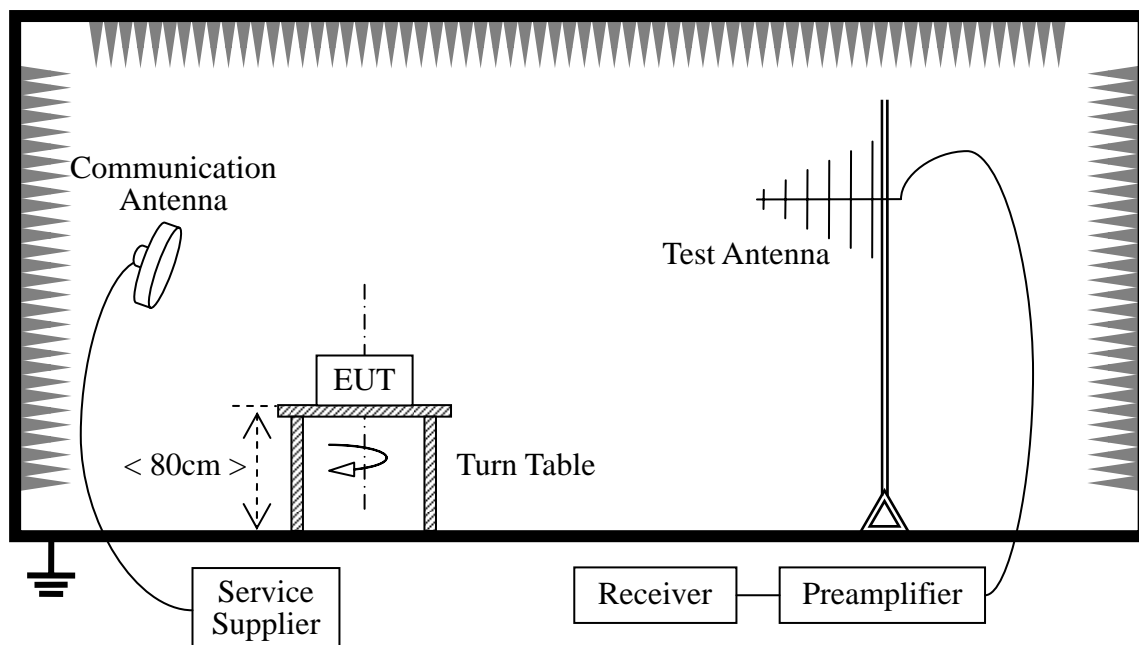 Communication
Antenna
Test Antenna
EUT
< 80cm >
Turn Table
Service
Supplier
Receiver
Preamplifier